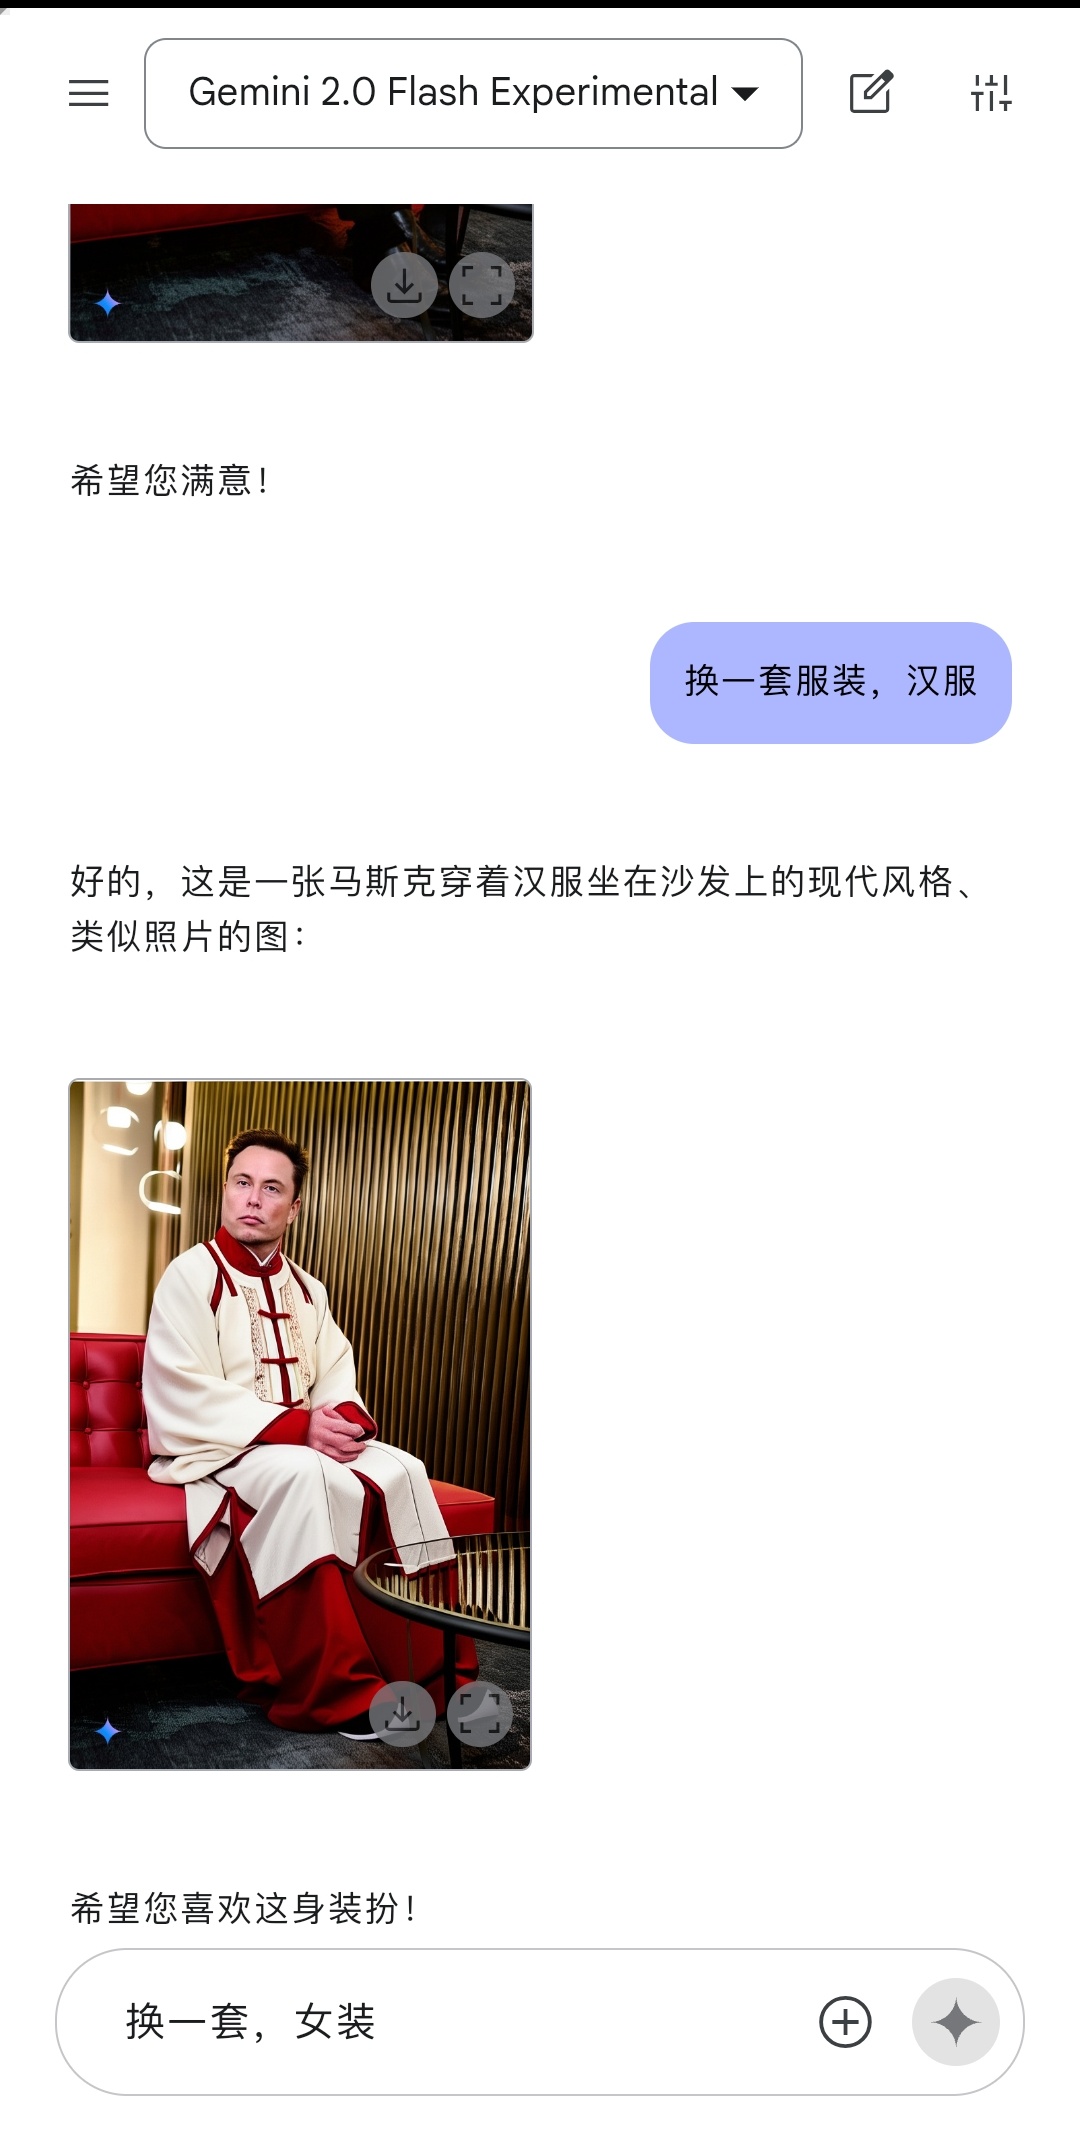 Gemini 2.0 Flash Experimental
希望您满意！
换一套服装，汉服
好的，这是一张马斯克穿着汉服坐在沙发上的现代风格、
类似照片的图：
希望您喜欢这身装扮！
换一套，女装